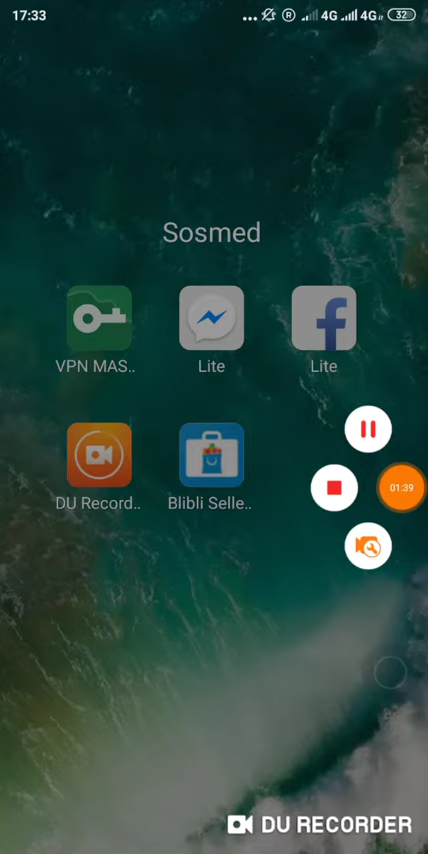 17:33
R 4G 4G 32
Sosmed
VPN MAS..
Lite
Lite
DU Record..
Blibli Selle..
01:39
DU RECORDER